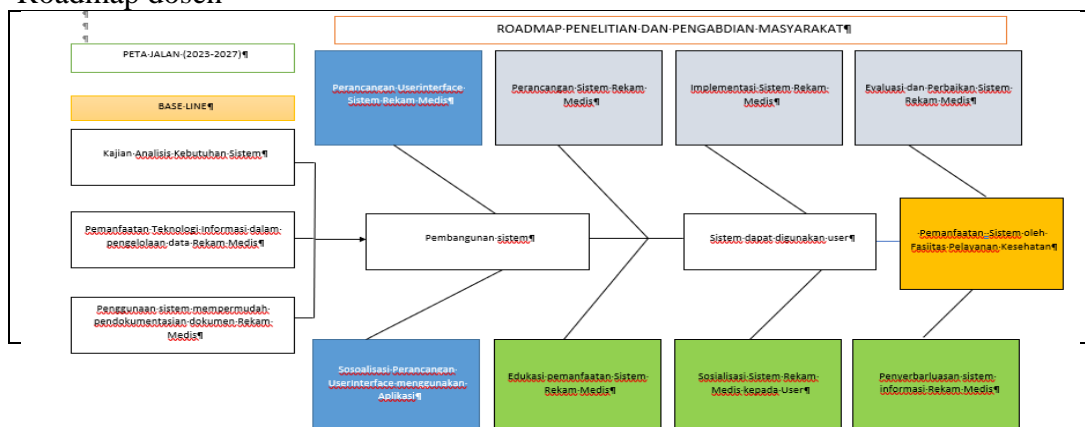 Roadmap dosen
ROADMAP·PENELITIAN·DAN·PENGABDIAN·MASYARAKAT¶
PETA·JALAN·(2023-2027)¶
BASE·LINE¶
Kajian·Analisis·Kebutuhan·Sistem¶
Pemanfaatan·Teknologi·Informasi·dalam·
pengelolaan·data·Rekam·Medis¶
Penggunaan·sistem·mempermudah·
pendokumentasian·dokumen·Rekam·
Medis¶
Perancangan·Userinterface·
Sistem·Rekam·Medis¶
Perancangan·Sistem·Rekam·
Medis¶
Implementasi·Sistem·Rekam·
Medis¶
Evaluasi·dan·Perbaikan·Sistem·
Rekam·Medis¶
Pembangunan·sistem¶
Sistem·dapat·digunakan·user¶
·Pemanfaatan··Sistem·oleh·
Fasiitas·Pelayanan·Kesehatan¶
Sosoalisasi·Perancangan·
UserInterface·menggunakan·
Aplikasi¶
Edukasi·pemanfaatan·Sistem·
Rekam·Medis¶
Sosialisasi·Sistem·Rekam·
Medis·kepada·User¶
Penyerbarluasan·sistem·
informasi·Rekam·Medis¶